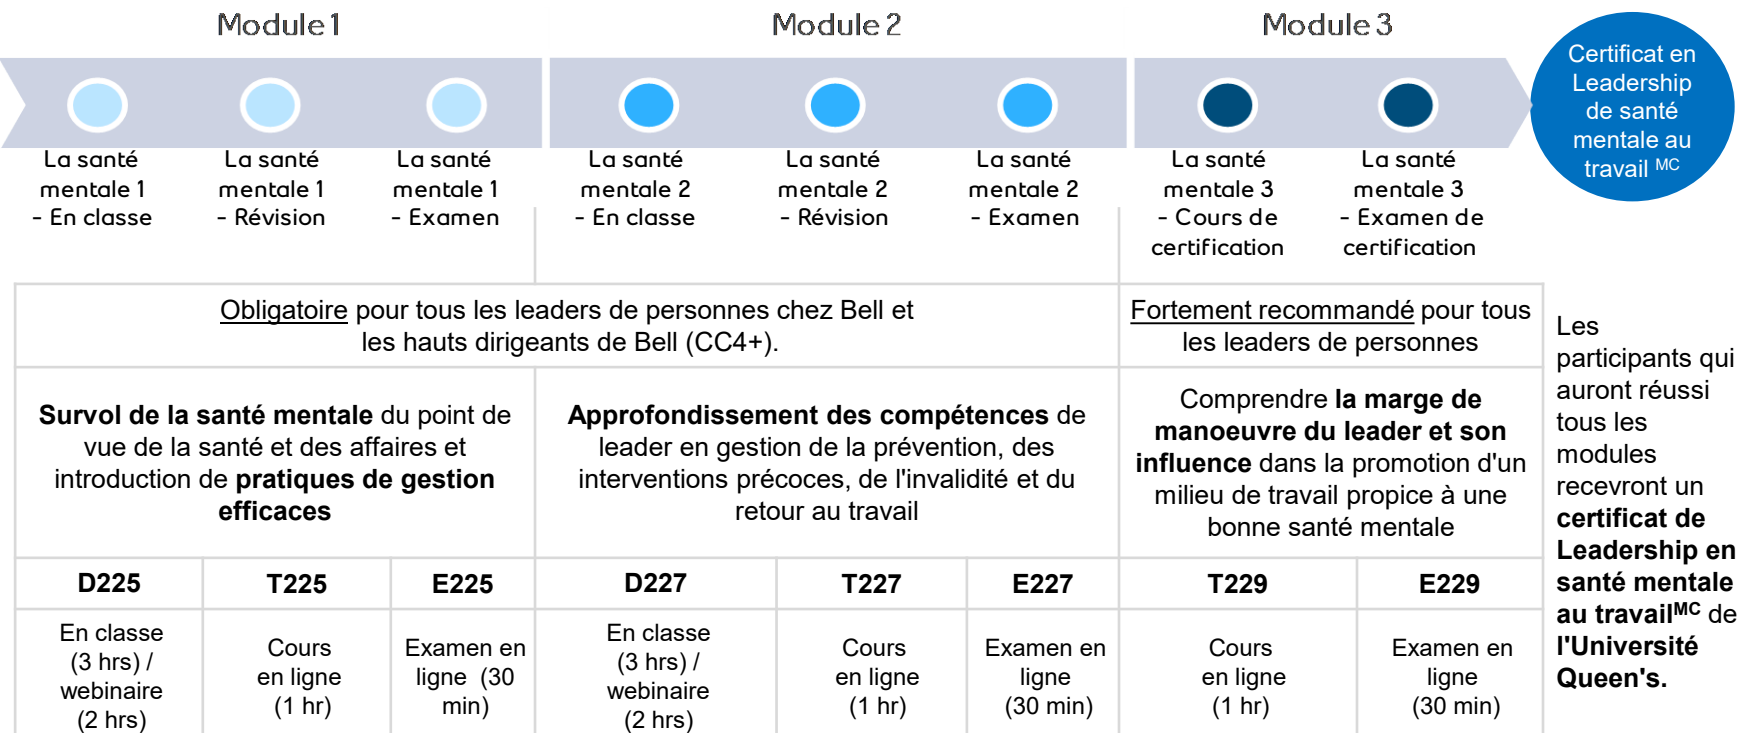 Module 1
Module 2
Module 3
Certificat en
Leadership
de santé
mentale au
travail MC
La santé
mentale 1
- En classe
La santé
mentale 1
- Révision
La santé
mentale 1
- Examen
La santé
mentale 2
- En classe
La santé
mentale 2
- Révision
La santé
mentale 2
- Examen
La santé
mentale 3
- Cours de
certification
La santé
mentale 3
- Examen de
certification
Obligatoire pour tous les leaders de personnes chez Bell et
les hauts dirigeants de Bell (CC4+).
Fortement recommandé pour tous
les leaders de personnes
Survol de la santé mentale du point de
vue de la santé et des affaires et
introduction de pratiques de gestion
efficaces
Approfondissement des compétences de
leader en gestion de la prévention, des
interventions précoces, de l'invalidité et du
retour au travail
Comprendre la marge de
manoeuvre du leader et son
influence dans la promotion d'un
milieu de travail propice à une
bonne santé mentale
D225
T225
E225
D227
T227
E227
T229
E229
En classe
(3 hrs) /
webinaire
(2 hrs)
Cours
en ligne
(1 hr)
Examen en
ligne (30
min)
En classe
(3 hrs) /
webinaire
(2 hrs)
Cours
en ligne
(1 hr)
Examen en
ligne
(30 min)
Cours
en ligne
(1 hr)
Examen en
ligne
(30 min)
Les
participants qui
auront réussi
tous les
modules
recevront un
certificat de
Leadership en
santé mentale
au travailMC de
l'Université
Queen's.